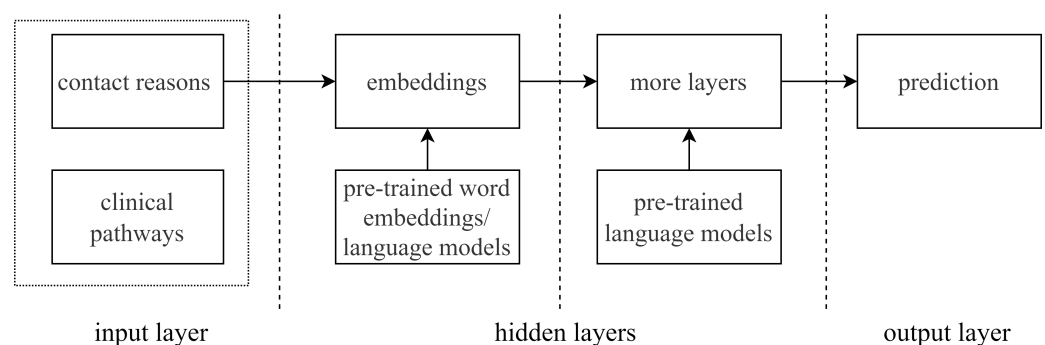 contact reasons
embeddings
more layers
prediction
clinical
pathways
pre-trained word
embeddings/
language models
pre-trained
language models
input layer
hidden layers
output layer